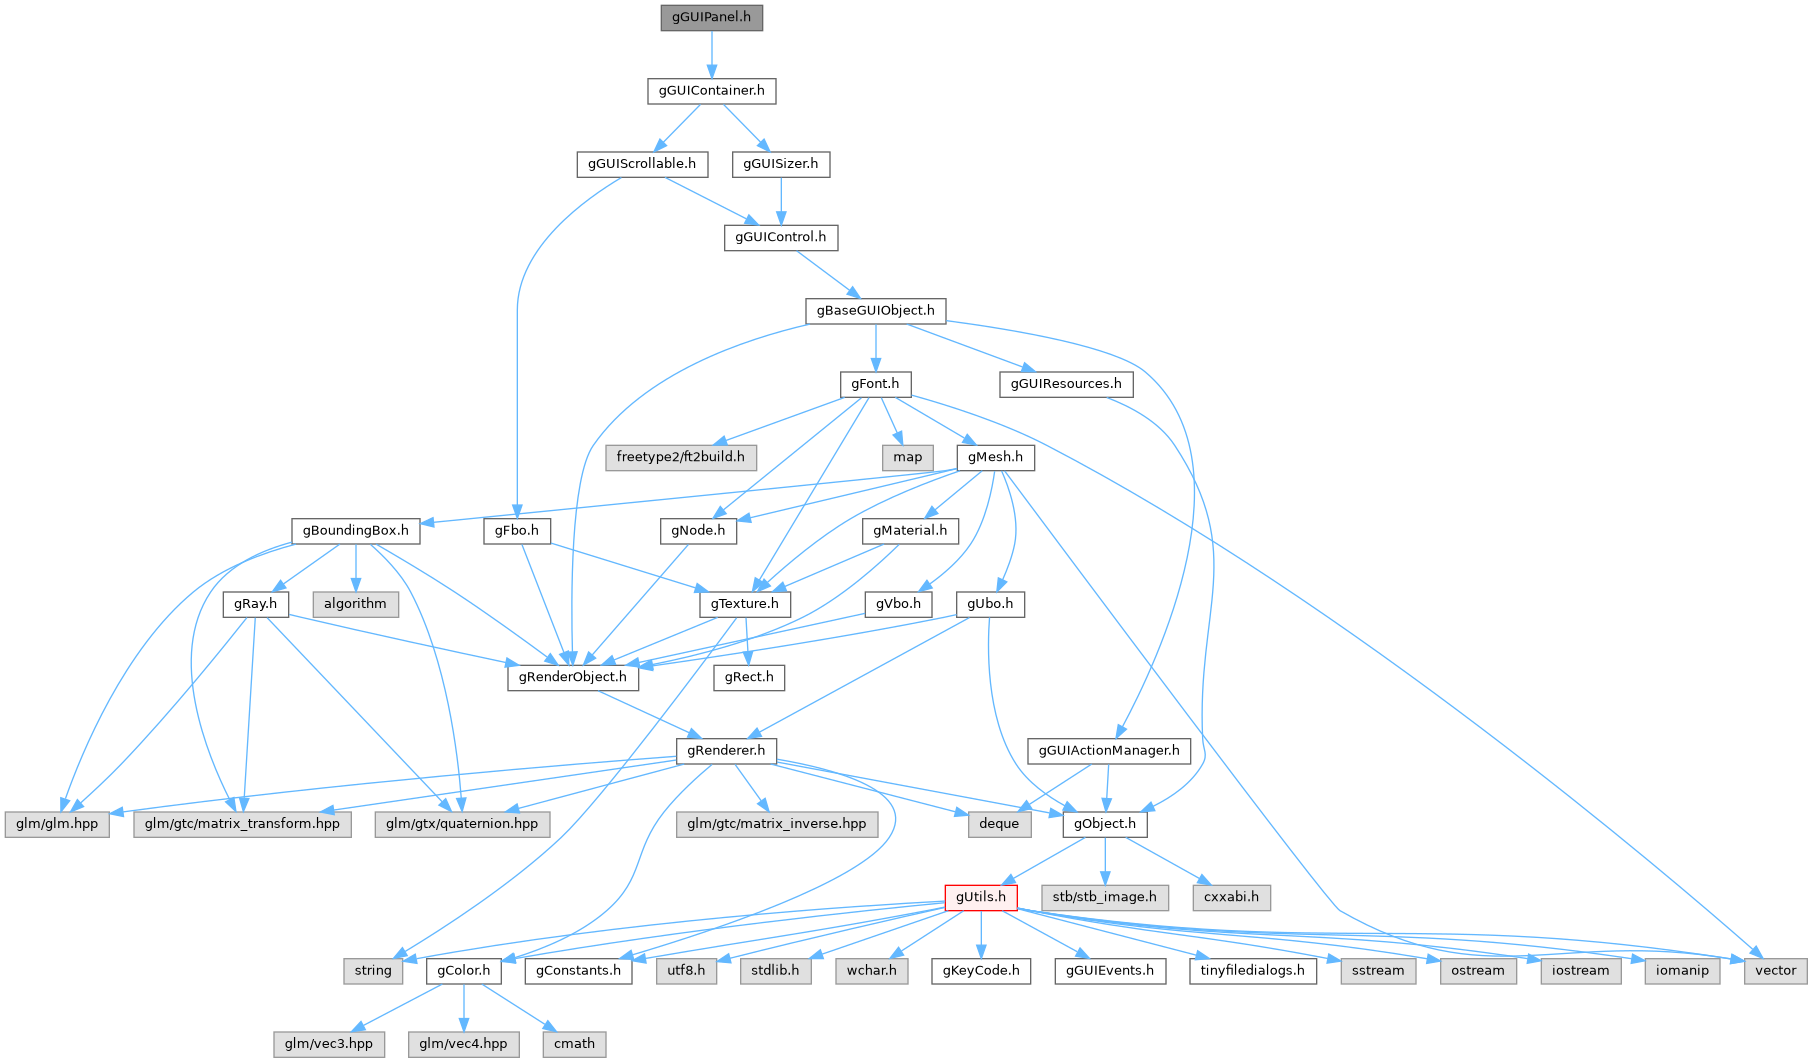 gGUIPanel.h
gGUIContainer.h
gGUIScrollable.h
gGUISizer.h
gGUIControl.h
gBaseGUIObject.h
gFont.h
gGUIResources.h
freetype2/ft2build.h
map
gMesh.h
gBoundingBox.h
gFbo.h
gNode.h
gMaterial.h
gRay.h
algorithm
gTexture.h
gVbo.h
gUbo.h
gRenderObject.h
gRect.h
gRenderer.h
gGUIActionManager.h
glm/glm.hpp
glm/gtc/matrix_transform.hpp
glm/gtx/quaternion.hpp
glm/gtc/matrix_inverse.hpp
deque
gObject.h
gUtils.h
stb/stb_image.h
cxxabi.h
string
gColor.h
gConstants.h
utf8.h
stdlib.h
wchar.h
gKeyCode.h
gGUIEvents.h
tinyfiledialogs.h
sstream
ostream
iostream
iomanip
vector
glm/vec3.hpp
glm/vec4.hpp
cmath